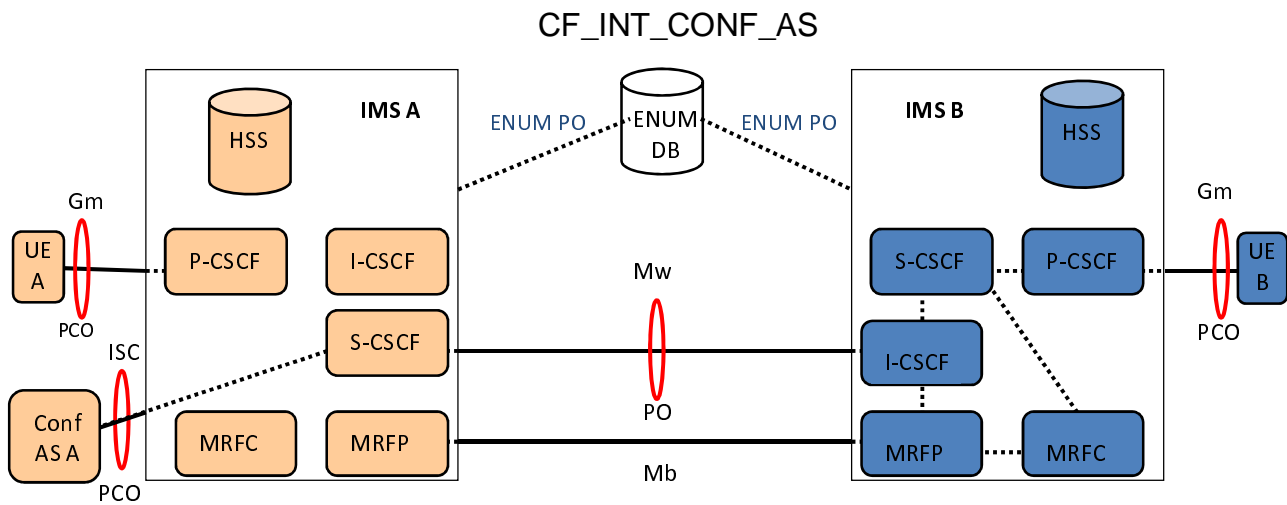 CF_INT_CONF_AS
IMS A
HSS
ENUM PO
ENUM
DB
ENUM PO
IMS B
HSS
Gm
UE
A
PCO
P-CSCF
I-CSCF
S-CSCF
ISC
Conf
AS A
PCO
MRFC
MRFP
Mw
PO
Mb
S-CSCF
P-CSCF
I-CSCF
MRFP
MRFC
Gm
UE
B
PCO